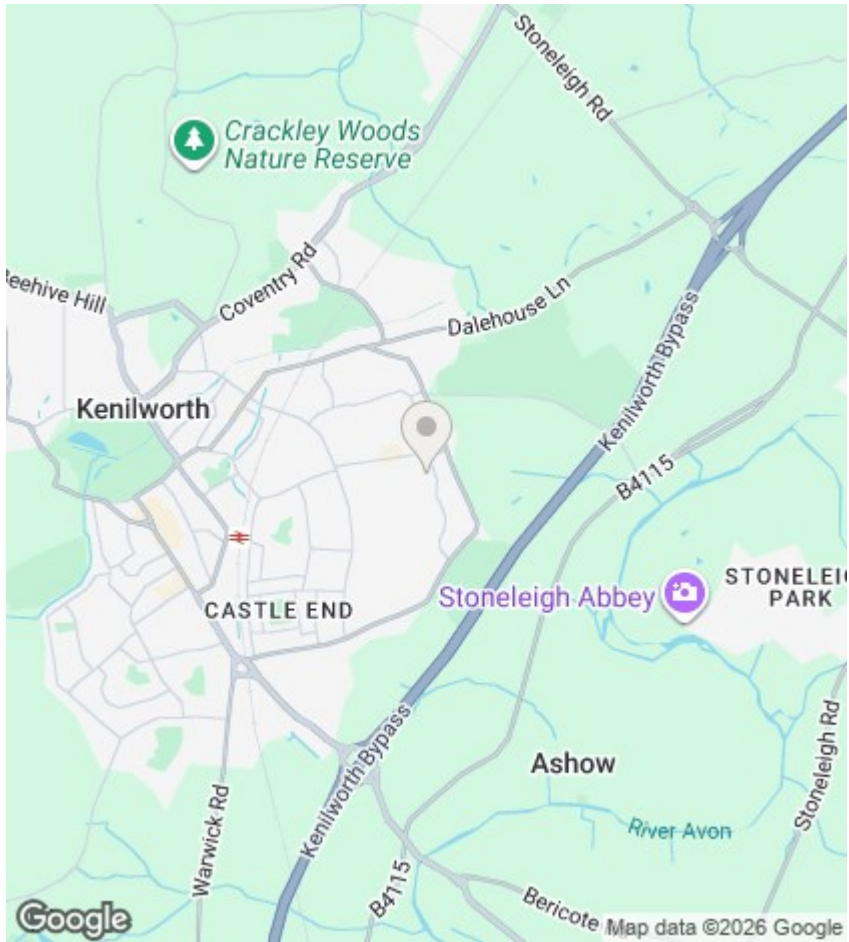 Stoneleigh Rd
Crackley Woods
Nature Reserve
Coventry Rd
Beehive Hill
Dalehouse Ln
Kenilworth
Kenilworth Bypass
B4115
STONELEIG
PARK
Stoneleigh Abbey
CASTLE END
Kenilworth Bypass
Ashow
Stoneleigh Rd
Warwick Rd
River Avon
B4115
Bericote
Google
Map data ©2026 Google